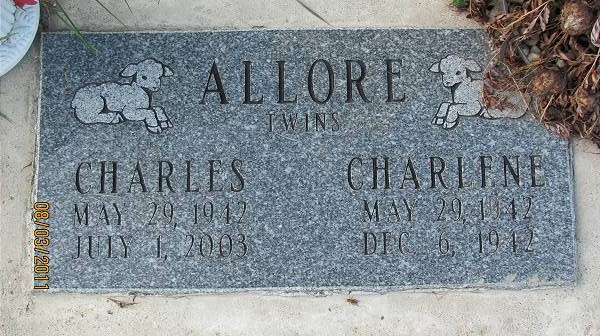 ALLORE
TWINS
CHARLES
MAY 29, 1942
JULY 1, 2003
CHARLENE
MAY 29, 1942
DEC 6, 1942
08/03/2011